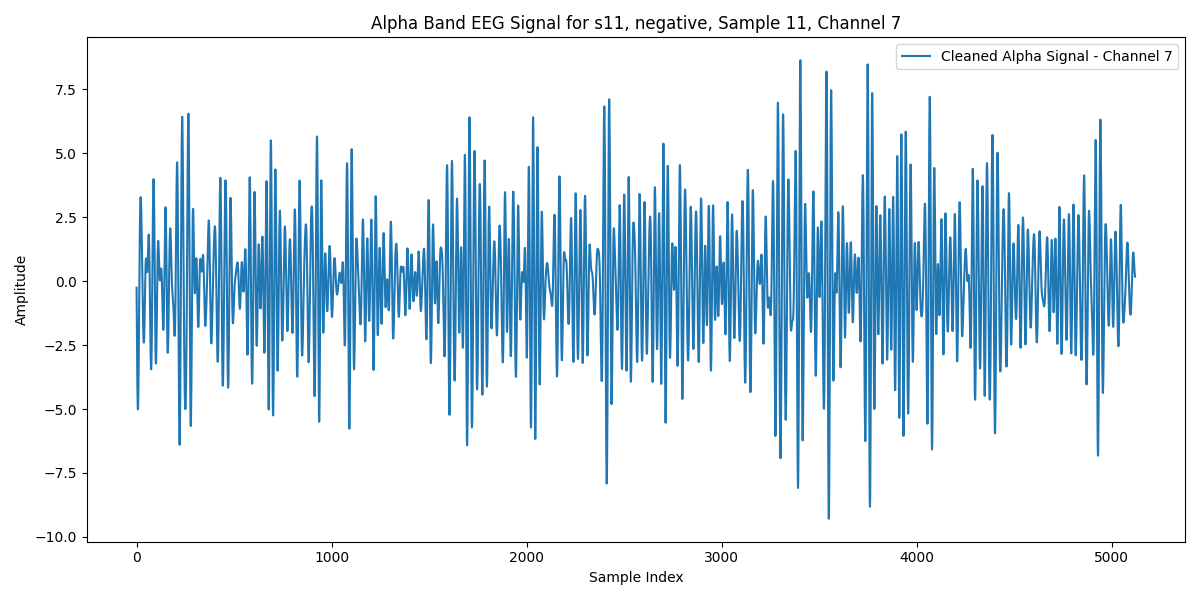 Alpha Band EEG Signal for s11, negative, Sample 11, Channel 7
Cleaned Alpha Signal - Channel 7
Amplitude
7.5
5.0
2.5
0.0
−2.5
−5.0
−7.5
−10.0
0 1000 2000 3000 4000 5000
Sample Index